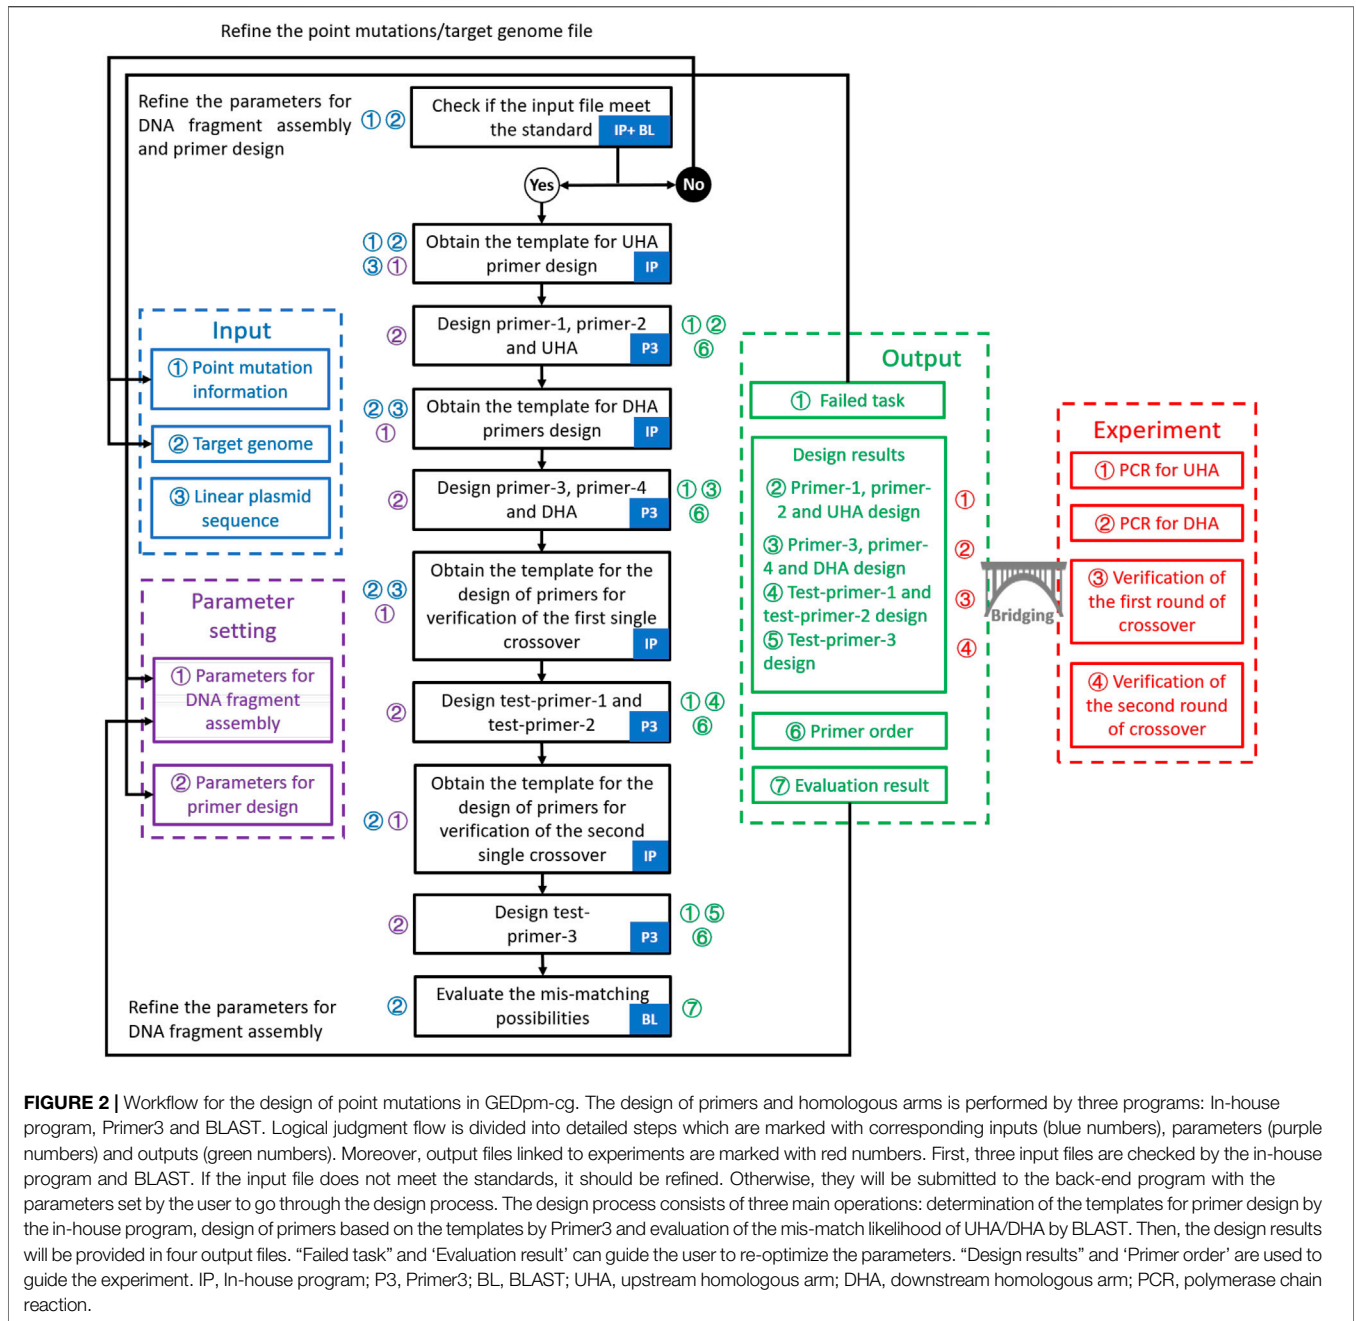 Refine the point mutations/target genome file
Refine the parameters for
DNA fragment assembly
and primer design
① ②
Check if the input file meet
the standard
IP+ BL
Yes
No
① ②
③ ①
Obtain the template for UHA
primer design
IP
②
Design primer-1, primer-2
and UHA
P3
① ②
⑥
② ③
①
Obtain the template for DHA
primers design
IP
②
Design primer-3, primer-4
and DHA
P3
① ③
⑥
② ③
①
Obtain the template for the
design of primers for
verification of the first single
crossover
IP
②
Design test-primer-1 and
test-primer-2
P3
① ④
⑥
② ①
Obtain the template for the
design of primers for
verification of the second
single crossover
IP
②
Design test-
primer-3
P3
① ⑤
⑥
②
Evaluate the mis-matching
possibilities
BL
⑦
Refine the parameters for
DNA fragment assembly
Input
① Point mutation
information
② Target genome
③ Linear plasmid
sequence
Parameter
setting
① Parameters for
DNA fragment
assembly
② Parameters for
primer design
Output
① Failed task
Design results
② Primer-1, primer-
2 and UHA design
③ Primer-3, primer-
4 and DHA design
④ Test-primer-1 and
test-primer-2 design
⑤ Test-primer-3
design
⑥ Primer order
⑦ Evaluation result
①
②
③
④
Bridging
Experiment
① PCR for UHA
② PCR for DHA
③ Verification of
the first round of
crossover
④ Verification of
the second round
of crossover
FIGURE 2 | Workflow for the design of point mutations in GEDpm-cg. The design of primers and homologous arms is performed by three programs: In-house
program, Primer3 and BLAST. Logical judgment flow is divided into detailed steps which are marked with corresponding inputs (blue numbers), parameters (purple
numbers) and outputs (green numbers). Moreover, output files linked to experiments are marked with red numbers. First, three input files are checked by the in-house
program and BLAST. If the input file does not meet the standards, it should be refined. Otherwise, they will be submitted to the back-end program with the
parameters set by the user to go through the design process. The design process consists of three main operations: determination of the templates for primer design by
the in-house program, design of primers based on the templates by Primer3 and evaluation of the mis-match likelihood of UHA/DHA by BLAST. Then, the design results
will be provided in four output files. “Failed task” and ‘Evaluation result’ can guide the user to re-optimize the parameters. “Design results” and ‘Primer order’ are used to
guide the experiment. IP, In-house program; P3, Primer3; BL, BLAST; UHA, upstream homologous arm; DHA, downstream homologous arm; PCR, polymerase chain
reaction.